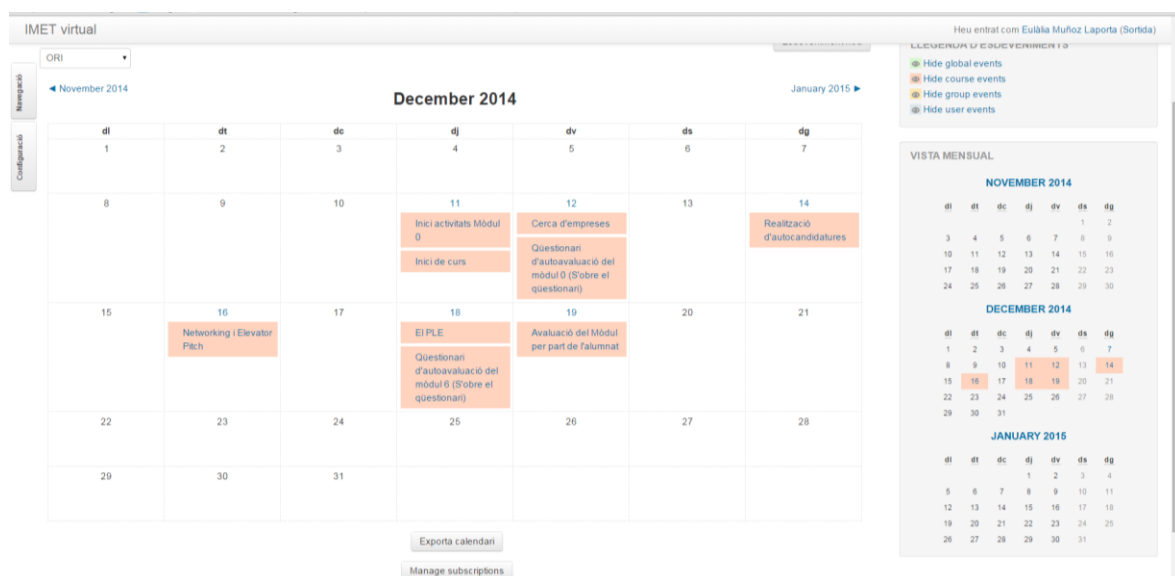 IMET virtual
Heu entrat com Eulàlia Muñoz Laporta (Sortida)
ORI
LLEGENDA D'ESDEVENIMENTS
Hide global events
Hide course events
Hide group events
Hide user events
Navegació
Configuració
◄ November 2014
December 2014
January 2015 ►
dl dt dc dj dv ds dg
1 2 3 4 5 6 7
8 9 10 11 12 13 14
Inici activitats Mòdul
0
Inici de curs
Cerca d'empreses
Qüestionari
d'autoavaluació del
mòdul 0 (S'obre el
qüestionari)
Realització
d'autocandidatures
15 16 17 18 19 20 21
Networking i Elevator
Pitch
El PLE
Qüestionari
d'autoavaluació del
mòdul 6 (S'obre el
qüestionari)
Avaluació del Mòdul
per part de l'alumnat
22 23 24 25 26 27 28
29 30 31
Exporta calendari
Manage subscriptions
VISTA MENSUAL
NOVEMBER 2014
dl dt dc dj dv ds dg
1 2
3 4 5 6 7 8 9
10 11 12 13 14 15 16
17 18 19 20 21 22 23
24 25 26 27 28 29 30
DECEMBER 2014
dl dt dc dj dv ds dg
1 2 3 4 5 6 7
8 9 10 11 12 13 14
15 16 17 18 19 20 21
22 23 24 25 26 27 28
29 30 31
JANUARY 2015
dl dt dc dj dv ds dg
1 2 3 4
5 6 7 8 9 10 11
12 13 14 15 16 17 18
19 20 21 22 23 24 25
26 27 28 29 30 31